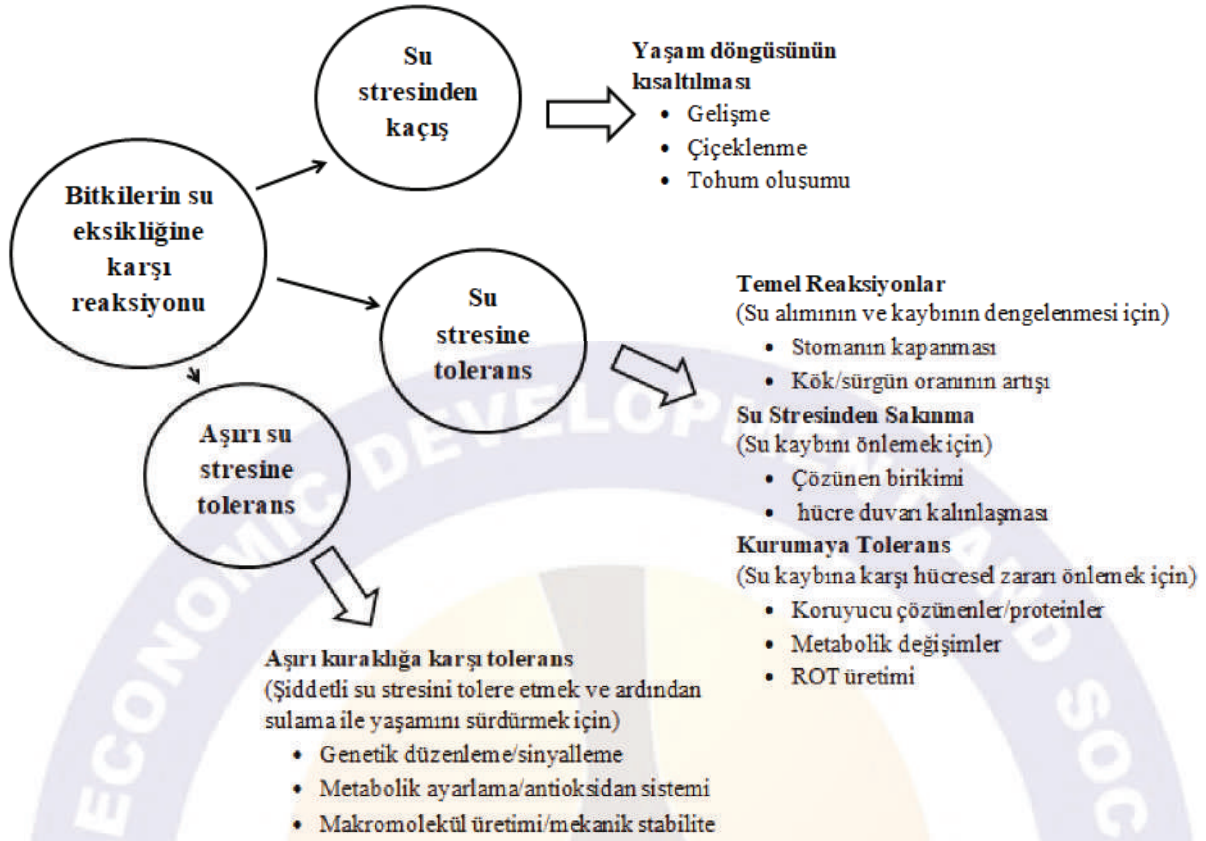 Su
stresinden
kaçış
Yaşam döngüsünün
kısaltılması
• Gelişme
• Çiçeklenme
• Tohum oluşumu
Bitkilerin su
eksikliğine
karşı
reaksiyonu
Su
stresine
tolerans
Temel Reaksiyonlar
(Su alımının ve kaybının dengelenmesi için)
• Stomanın kapanması
• Kök/sürgün oranının artışı
Su Stresinden Sakınma
(Su kaybını önlemek için)
• Çözünen birikimi
• hücre duvarı kalınlaşması
Kurumaya Tolerans
(Su kaybına karşı hücresel zararı önlemek için)
• Koruyucu çözünenler/proteinler
• Metabolik değişimler
• ROT üretimi
Aşırı su
stresine
tolerans
Aşırı kuraklığa karşı tolerans
(Şiddetli su stresini tolere etmek ve ardından
sulama ile yaşamını sürdürmek için)
• Genetik düzenleme/sinyalleme
• Metabolik ayarlama/antioksidan sistemi
• Makromolekül üretimi/mekanik stabilite
ECONOMIC DEVELOPMENT AND SOC